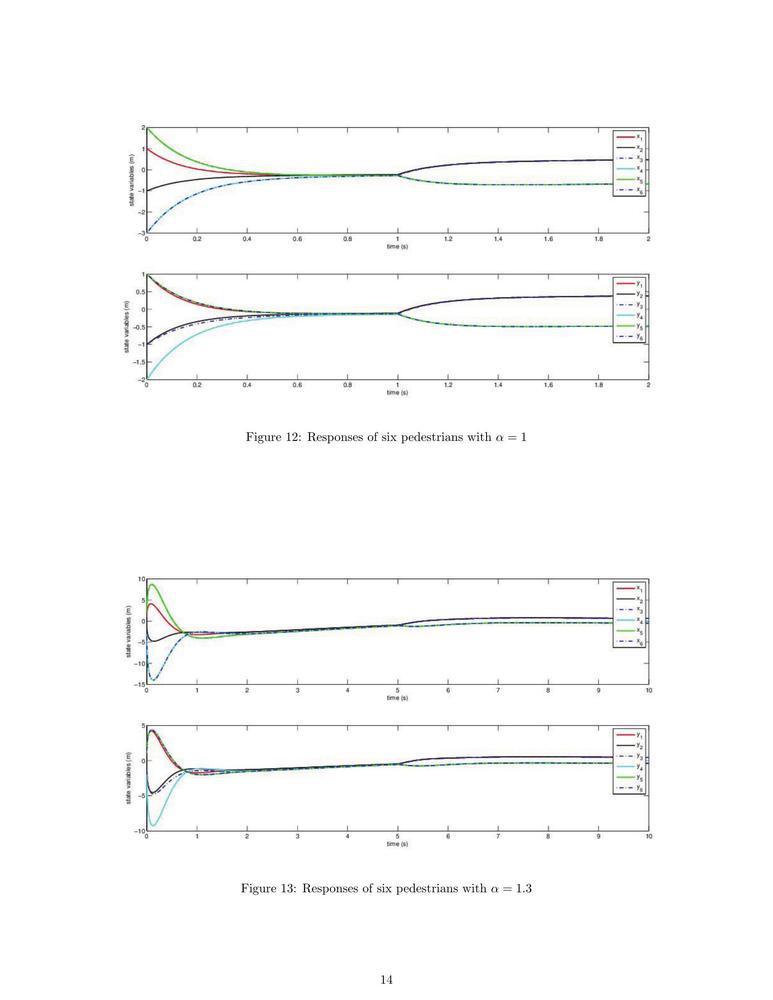 state variables (m)
2
1
0
−1
−2
−3
0 0.2 0.4 0.6 0.8 1 1.2 1.4 1.6 1.8 2
time (s)
x1
x2
x3
x4
x5
x6
state variables (m)
1
0.5
0
−0.5
−1
−1.5
−2
0 0.2 0.4 0.6 0.8 1 1.2 1.4 1.6 1.8 2
time (s)
y1
y2
y3
y4
y5
y6
Figure 12: Responses of six pedestrians with α = 1
state variables (m)
10
5
0
−5
−10
−15
0 1 2 3 4 5 6 7 8 9 10
time (s)
x1
x2
x3
x4
x5
x6
state variables (m)
5
0
−5
−10
0 1 2 3 4 5 6 7 8 9 10
time (s)
y1
y2
y3
y4
y5
y6
Figure 13: Responses of six pedestrians with α = 1.3
14